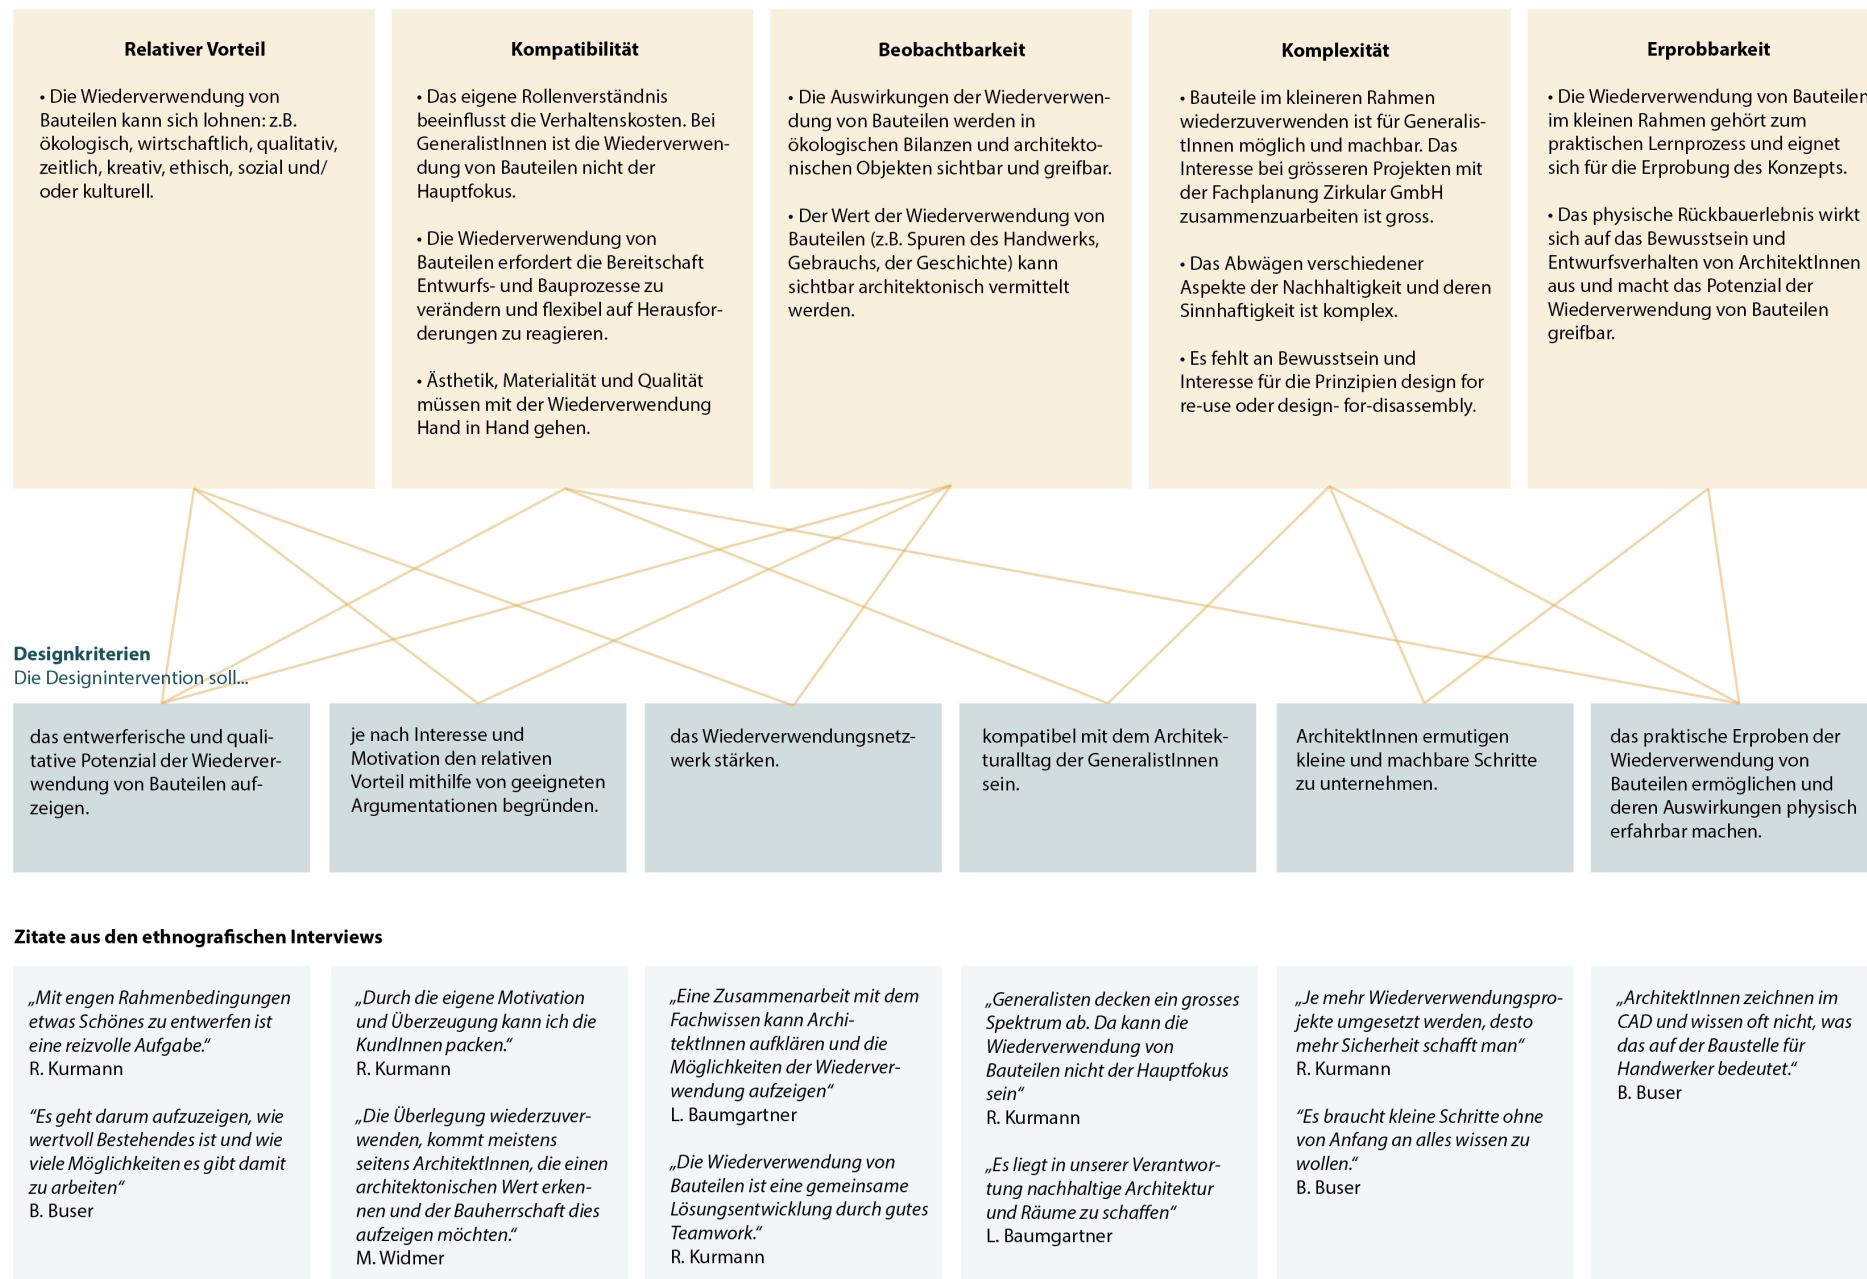 Relativer Vorteil
• Die Wiederverwendung von
Bauteilen kann sich lohnen: z.B.
ökologisch, wirtschaftlich, qualitativ,
zeitlich, kreativ, ethisch, sozial und/
oder kulturell.
Kompatibilität
• Das eigene Rollenverständnis
beeinflusst die Verhaltenskosten. Bei
GeneralistInnen ist die Wiederverwen-
dung von Bauteilen nicht der
Hauptfokus.
• Die Wiederverwendung von
Bauteilen erfordert die Bereitschaft
Entwurfs- und Bauprozesse zu
verändern und flexibel auf Herausfor-
derungen zu reagieren.
• Ästhetik, Materialität und Qualität
müssen mit der Wiederverwendung
Hand in Hand gehen.
Beobachtbarkeit
• Die Auswirkungen der Wiederverwen-
dung von Bauteilen werden in
ökologischen Bilanzen und architekto-
nischen Objekten sichtbar und greifbar.
• Der Wert der Wiederverwendung von
Bauteilen (z.B. Spuren des Handwerks,
Gebrauchs, der Geschichte) kann
sichtbar architektonisch vermittelt
werden.
Komplexität
• Bauteile im kleineren Rahmen
wiederzuverwenden ist für Generalis-
tInnen möglich und machbar. Das
Interesse bei grösseren Projekten mit
der Fachplanung Zirkular GmbH
zusammenzuarbeiten ist gross.
• Das Abwägen verschiedener
Aspekte der Nachhaltigkeit und deren
Sinnhaftigkeit ist komplex.
• Es fehlt an Bewusstsein und
Interesse für die Prinzipien design for
re-use oder design- for-disassembly.
Erprobbarkeit
• Die Wiederverwendung von Bauteilen
im kleinen Rahmen gehört zum
praktischen Lernprozess und eignet
sich für die Erprobung des Konzepts.
• Das physische Rückbauerlebnis wirkt
sich auf das Bewusstsein und
Entwurfsverhalten von ArchitektInnen
aus und macht das Potenzial der
Wiederverwendung von Bauteilen
greifbar.
Designkriterien
Die Designintervention soll...
das entwerferische und quali-
tative Potenzial der Wiederver-
wendung von Bauteilen auf-
zeigen.
je nach Interesse und
Motivation den relativen
Vorteil mithilfe von geeigneten
Argumentationen begründen.
das Wiederverwendungsnetz-
werk stärken.
kompatibel mit dem Architek-
turalltag der GeneralistInnen
sein.
ArchitektInnen ermutigen
kleine und machbare Schritte
zu unternehmen.
das praktische Erproben der
Wiederverwendung von
Bauteilen ermöglichen und
deren Auswirkungen physisch
erfahrbar machen.
Zitate aus den ethnografischen Interviews
„Mit engen Rahmenbedingungen
etwas Schönes zu entwerfen ist
eine reizvolle Aufgabe.“
R. Kurmann
“Es geht darum aufzuzeigen, wie
wertvoll Bestehendes ist und wie
viele Möglichkeiten es gibt damit
zu arbeiten“
B. Buser
„Durch die eigene Motivation
und Überzeugung kann ich die
KundInnen packen.“
R. Kurmann
„Die Überlegung wiederzuver-
wenden, kommt meistens
seitens ArchitektInnen, die einen
architektonischen Wert erken-
nen und der Bauherrschaft dies
aufzeigen möchten.“
M. Widmer
„Eine Zusammenarbeit mit dem
Fachwissen kann Archi-
tektInnen aufklären und die
Möglichkeiten der Wiederver-
wendung aufzeigen“
L. Baumgartner
„Die Wiederverwendung von
Bauteilen ist eine gemeinsame
Lösungsentwicklung durch gutes
Teamwork.“
R. Kurmann
„Generalisten decken ein grosses
Spektrum ab. Da kann die
Wiederverwendung von
Bauteilen nicht der Hauptfokus
sein“
R. Kurmann
„Es liegt in unserer Verantwor-
tung nachhaltige Architektur
und Räume zu schaffen“
L. Baumgartner
„Je mehr Wiederverwendungspro-
jekte umgesetzt werden, desto
mehr Sicherheit schafft man“
R. Kurmann
“Es braucht kleine Schritte ohne
von Anfang an alles wissen zu
wollen.“
B. Buser
„ArchitektInnen zeichnen im
CAD und wissen oft nicht, was
das auf der Baustelle für
Handwerker bedeutet.“
B. Buser